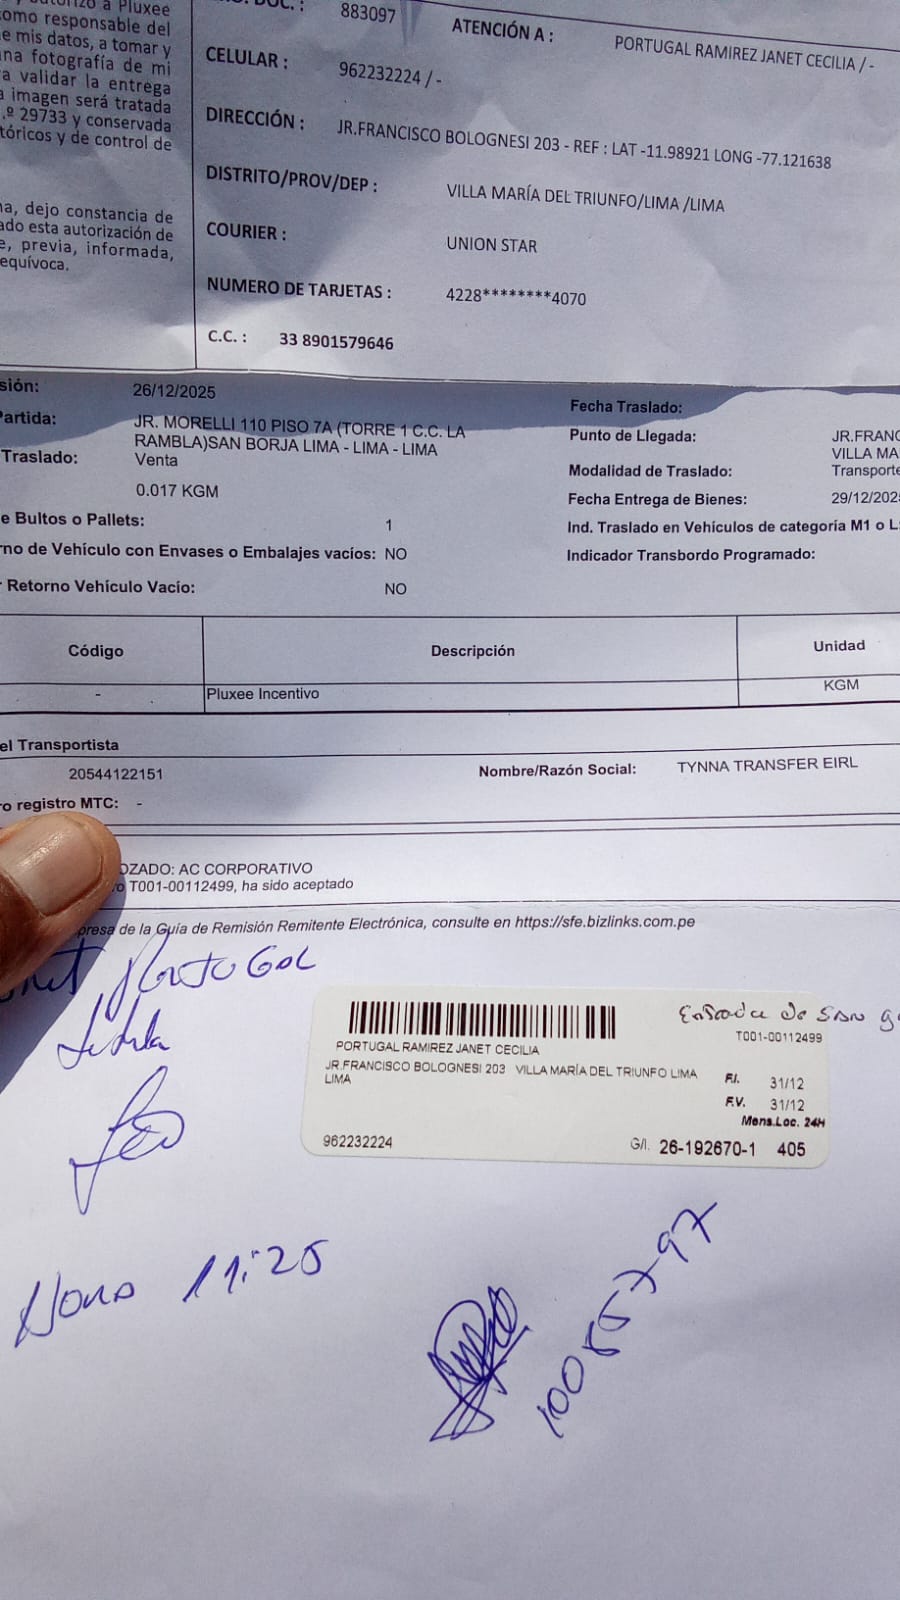 autorizo a Pluxee
como responsable del
e mis datos, a tomar y
una fotografía de mi
a validar la entrega
a imagen será tratada
.º 29733 y conservada
tóricos y de control de
na, dejo constancia de
ado esta autorización de
e, previa, informada,
equívoca.
DOC. : 883097
ATENCIÓN A : PORTUGAL RAMIREZ JANET CECILIA / -
CELULAR : 962232224 / -
DIRECCIÓN : JR.FRANCISCO BOLOGNESI 203 - REF : LAT -11.98921 LONG -77.121638
DISTRITO/PROV/DEP : VILLA MARÍA DEL TRIUNFO/LIMA /LIMA
COURIER : UNION STAR
NUMERO DE TARJETAS : 4228********4070
C.C. : 33 8901579646
sión: 26/12/2025
Partida: JR. MORELLI 110 PISO 7A (TORRE 1 C.C. LA
RAMBLA)SAN BORJA LIMA - LIMA - LIMA
Traslado: Venta
0.017 KGM
e Bultos o Pallets: 1
rno de Vehículo con Envases o Embalajes vacíos: NO
r Retorno Vehículo Vacío: NO
Fecha Traslado:
Punto de Llegada: JR.FRANC
VILLA MA
Modalidad de Traslado: Transporte
Fecha Entrega de Bienes: 29/12/202
Ind. Traslado en Vehículos de categoría M1 o L
Indicador Transbordo Programado:
Código Descripción Unidad
- Pluxee Incentivo KGM
el Transportista
20544122151 Nombre/Razón Social: TYNNA TRANSFER EIRL
ro registro MTC: -
OZADO: AC CORPORATIVO
o T001-00112499, ha sido aceptado
presa de la Guía de Remisión Remitente Electrónica, consulte en https://sfe.bizlinks.com.pe
Portugal
PORTUGAL RAMIREZ JANET CECILIA
JR.FRANCISCO BOLOGNESI 203 VILLA MARÍA DEL TRIUNFO LIMA
LIMA
962232224
Entrada de San
T001-00112499
F.I. 31/12
F.V. 31/12
Mens.Loc. 24H
G/I. 26-192670-1 405
Hora 11:25